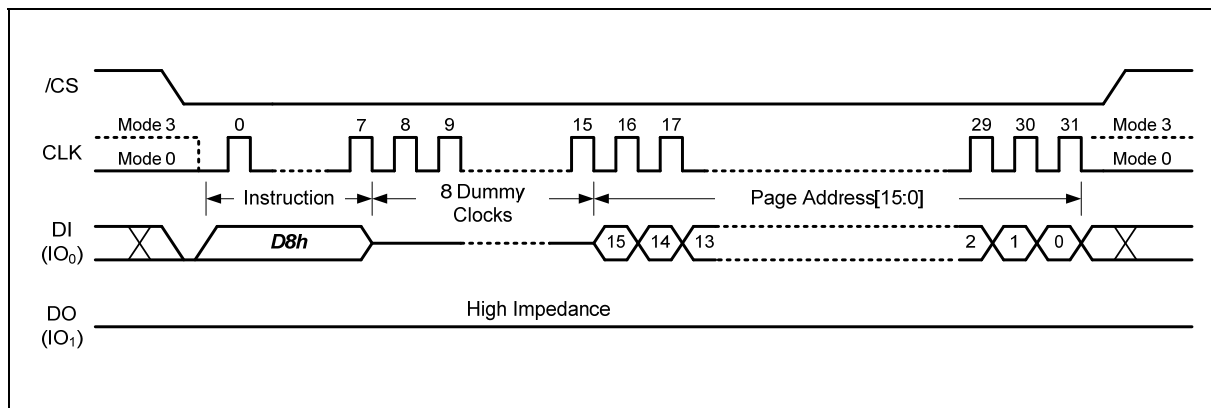 /CS
Mode 3 0 7 8 9 15 16 17 29 30 31 Mode 3
CLK
Mode 0 Mode 0
Instruction 8 Dummy Clocks Page Address[15:0]
DI
(IO₀)
D8h 15 14 13 2 1 0
High Impedance
DO
(IO₁)